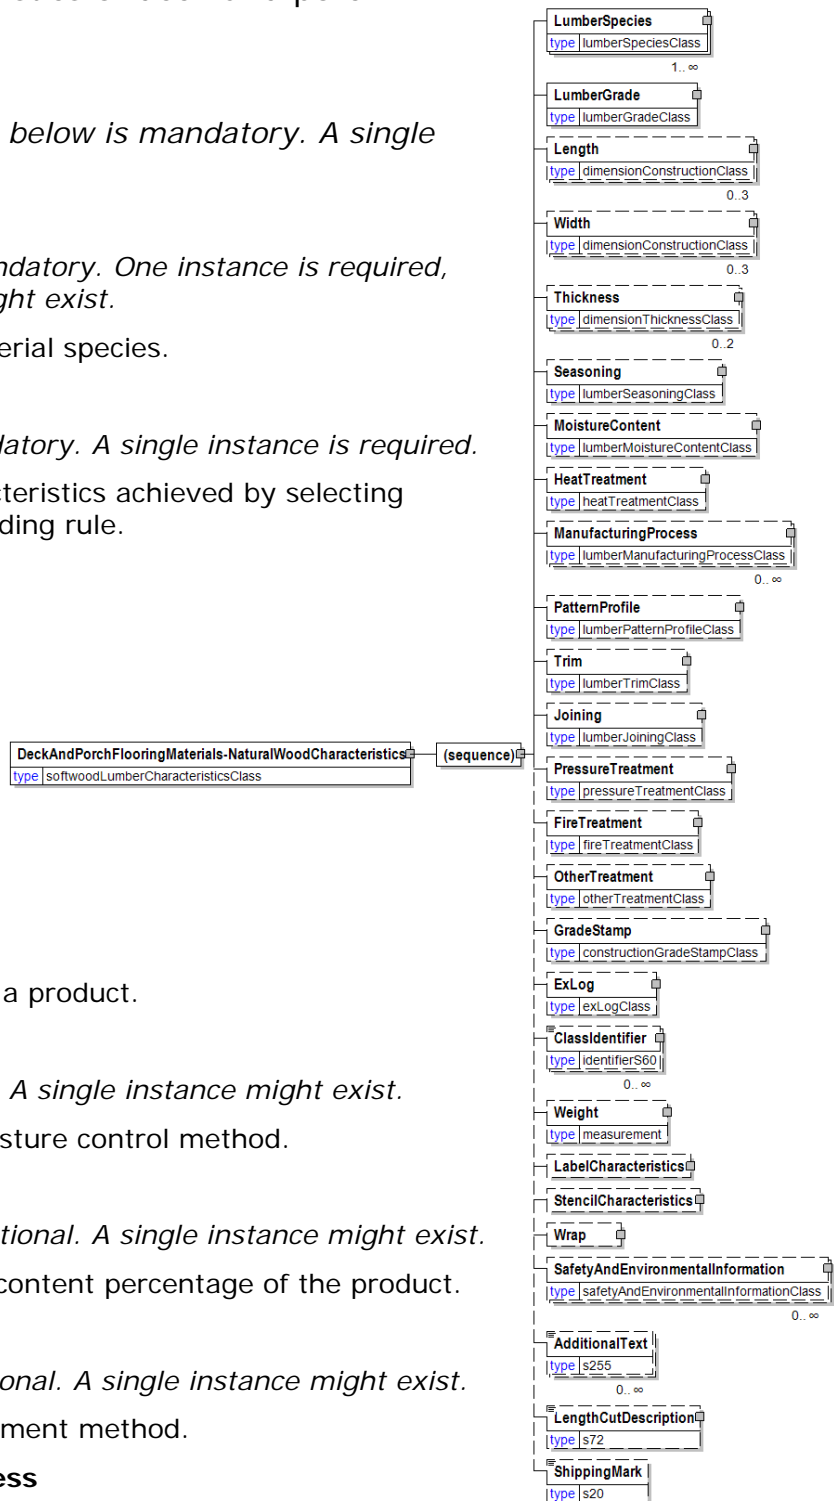 below is mandatory. A single
ndatory. One instance is required,
ght exist.
erial species.
datory. A single instance is required.
cteristics achieved by selecting
ding rule.
a product.
A single instance might exist.
sture control method.
tional. A single instance might exist.
content percentage of the product.
onal. A single instance might exist.
ment method.
ess
DeckAndPorchFlooringMaterials-NaturalWoodCharacteristics
type softwoodLumberCharacteristicsClass
(sequence)
LumberSpecies
type lumberSpeciesClass
1..∞
LumberGrade
type lumberGradeClass
Length
type dimensionConstructionClass
0..3
Width
type dimensionConstructionClass
0..3
Thickness
type dimensionThicknessClass
0..2
Seasoning
type lumberSeasoningClass
MoistureContent
type lumberMoistureContentClass
HeatTreatment
type heatTreatmentClass
ManufacturingProcess
type lumberManufacturingProcessClass
0..∞
PatternProfile
type lumberPatternProfileClass
Trim
type lumberTrimClass
Joining
type lumberJoiningClass
PressureTreatment
type pressureTreatmentClass
FireTreatment
type fireTreatmentClass
OtherTreatment
type otherTreatmentClass
GradeStamp
type constructionGradeStampClass
ExLog
type exLogClass
ClassIdentifier
type identifierS60
0..∞
Weight
type measurement
LabelCharacteristics
StencilCharacteristics
Wrap
SafetyAndEnvironmentalInformation
type safetyAndEnvironmentalInformationClass
0..∞
AdditionalText
type s255
0..∞
LengthCutDescription
type s72
ShippingMark
type s20